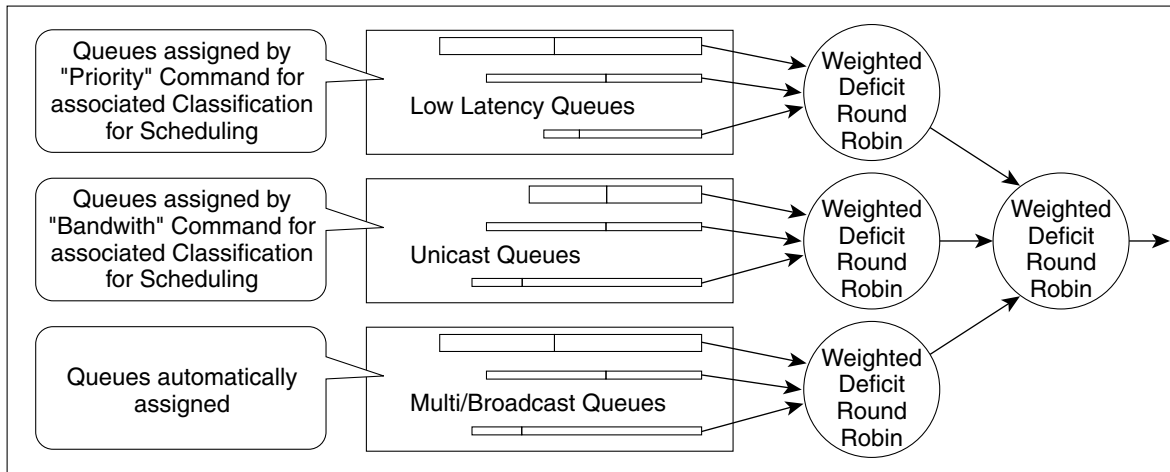 Queues assigned by
"Priority" Command for
associated Classification
for Scheduling
Low Latency Queues
Weighted
Deficit
Round
Robin
Queues assigned by
"Bandwith" Command for
associated Classification
for Scheduling
Unicast Queues
Weighted
Deficit
Round
Robin
Weighted
Deficit
Round
Robin
Queues automatically
assigned
Multi/Broadcast Queues
Weighted
Deficit
Round
Robin